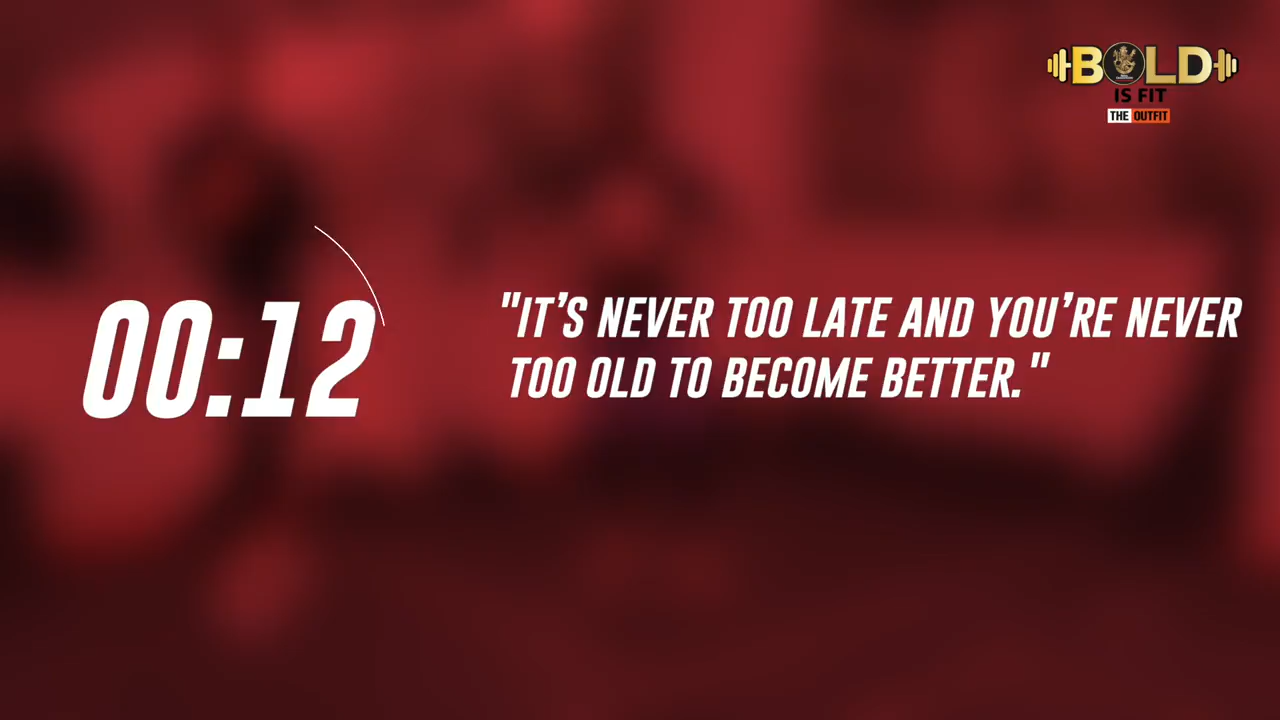 BOLD
IS FIT
THE OUTFIT
00:12
"IT’S NEVER TOO LATE AND YOU’RE NEVER
TOO OLD TO BECOME BETTER."